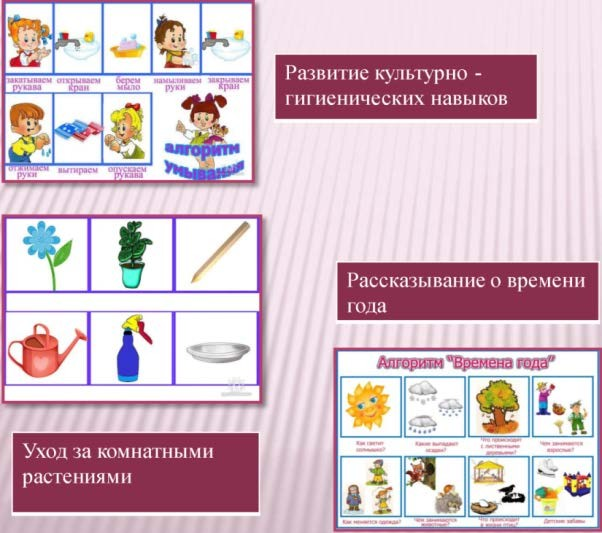 закатываем рукава
открываем кран
берем мыло
намыливаем руки
закрываем кран
отжимаем руки
вытираем
опускаем рукава
алгоритм
умывания
Развитие культурно -
гигиенических навыков
Рассказывание о времени
года
Уход за комнатными
растениями
Алгоритм "Времена года"
Как светит
солнышко?
Какие выпадают
осадки?
Что происходит
с лиственными
деревьями?
Чем занимаются
взрослые?
Как меняется одежда?
Чем занимаются
животные?
Что происходит
в жизни птиц?
Детские забавы